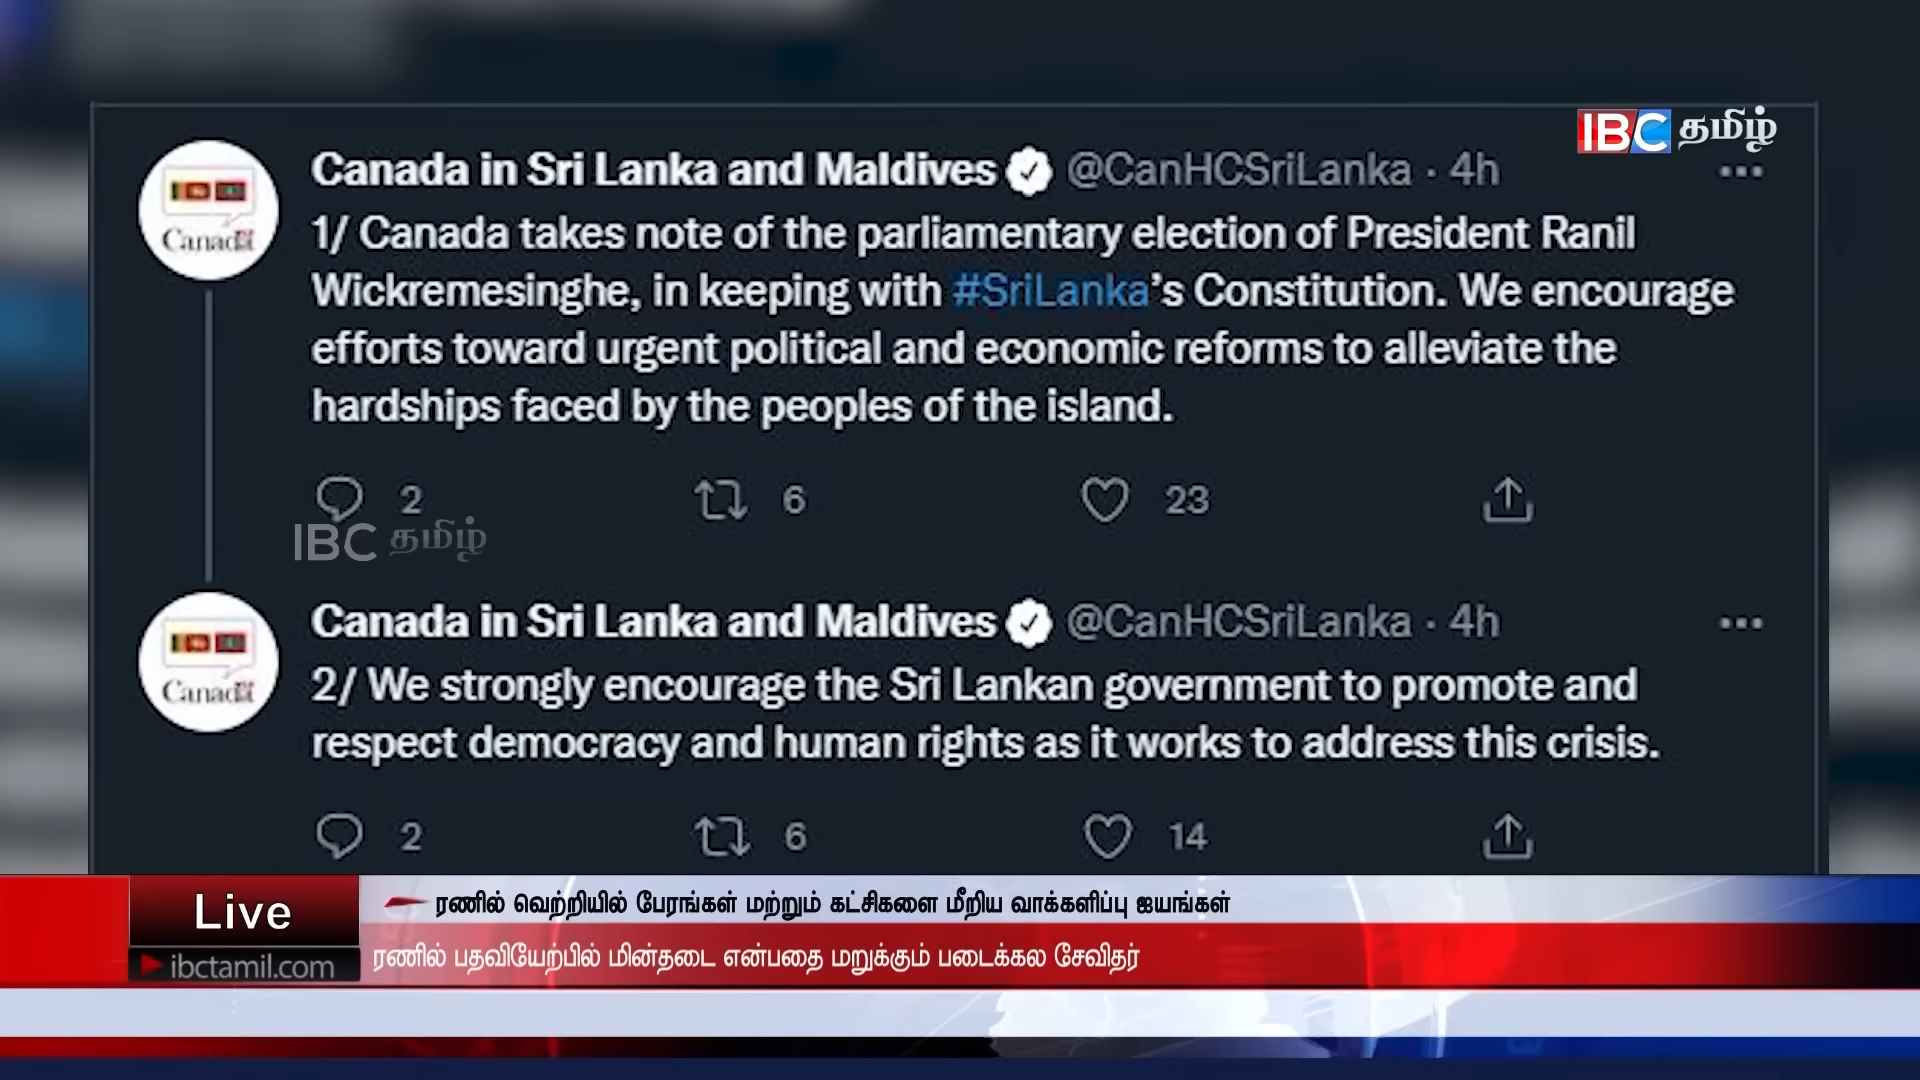 IBC தமிழ்
Canada in Sri Lanka and Maldives @CanHCSriLanka · 4h
1/ Canada takes note of the parliamentary election of President Ranil
Wickremesinghe, in keeping with #SriLanka’s Constitution. We encourage
efforts toward urgent political and economic reforms to alleviate the
hardships faced by the peoples of the island.
Canada
2 6 23
IBC தமிழ்
Canada in Sri Lanka and Maldives @CanHCSriLanka · 4h
2/ We strongly encourage the Sri Lankan government to promote and
respect democracy and human rights as it works to address this crisis.
Canada
2 6 14
Live
ரணில் வெற்றியில் பேரங்கள் மற்றும் கட்சிகளை மீறிய வாக்களிப்பு ஐயங்கள்
ibctamil.com
ரணில் பதவியேற்பில் மின்தடை என்பதை மறுக்கும் படைக்கல சேவிதர்